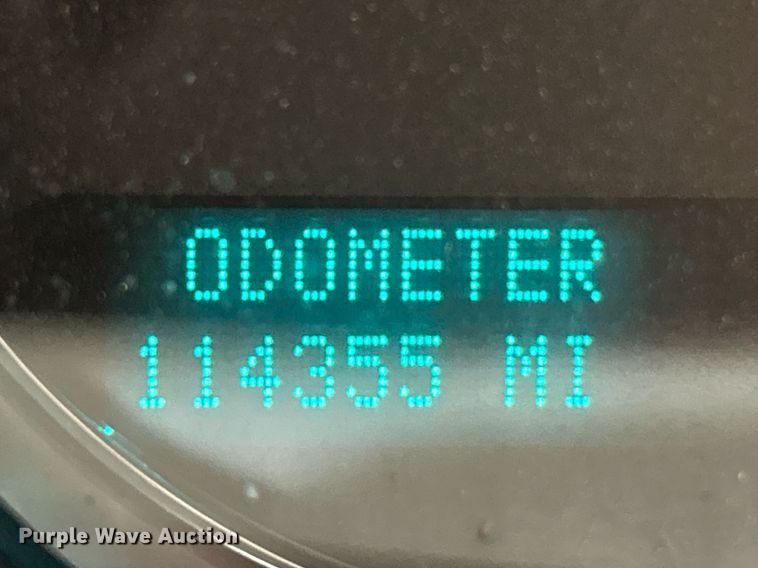 ODOMETER
114355 MI
Purple Wave Auction